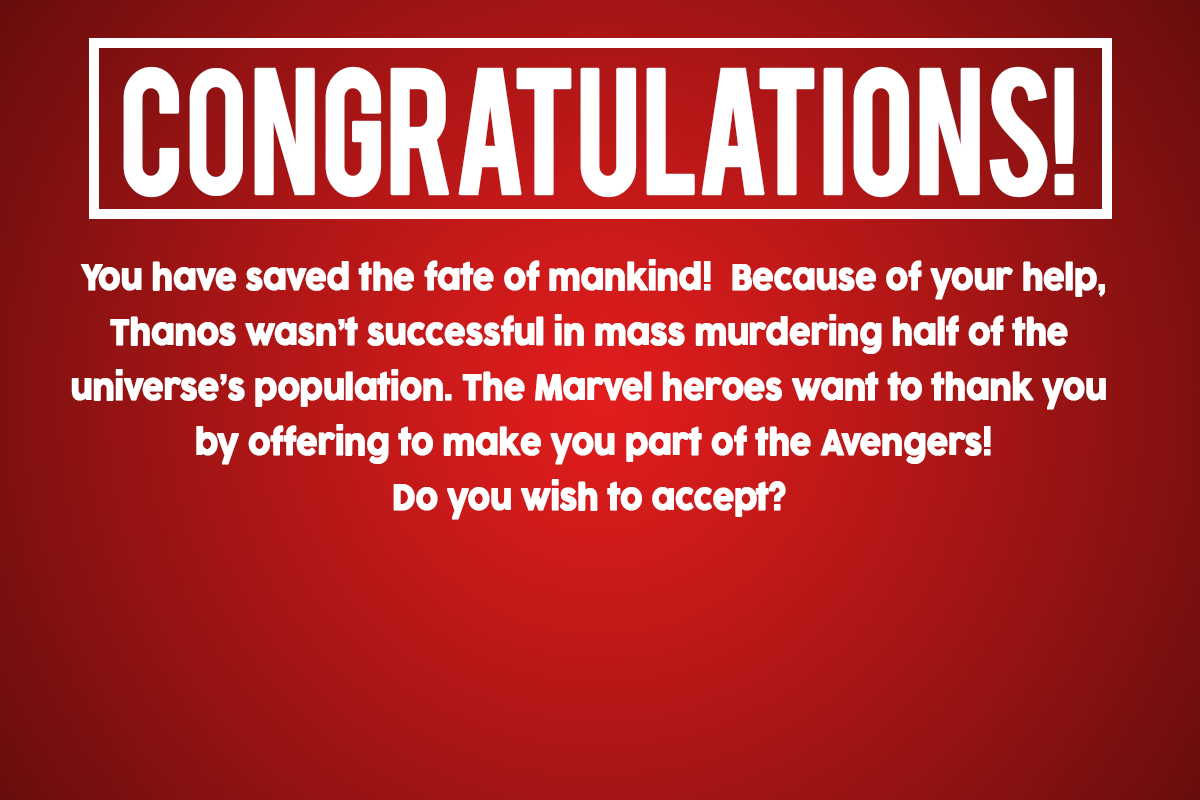 CONGRATULATIONS!
You have saved the fate of mankind!  Because of your help,
Thanos wasn't successful in mass murdering half of the
universe's population. The Marvel heroes want to thank you
by offering to make you part of the Avengers!
Do you wish to accept?